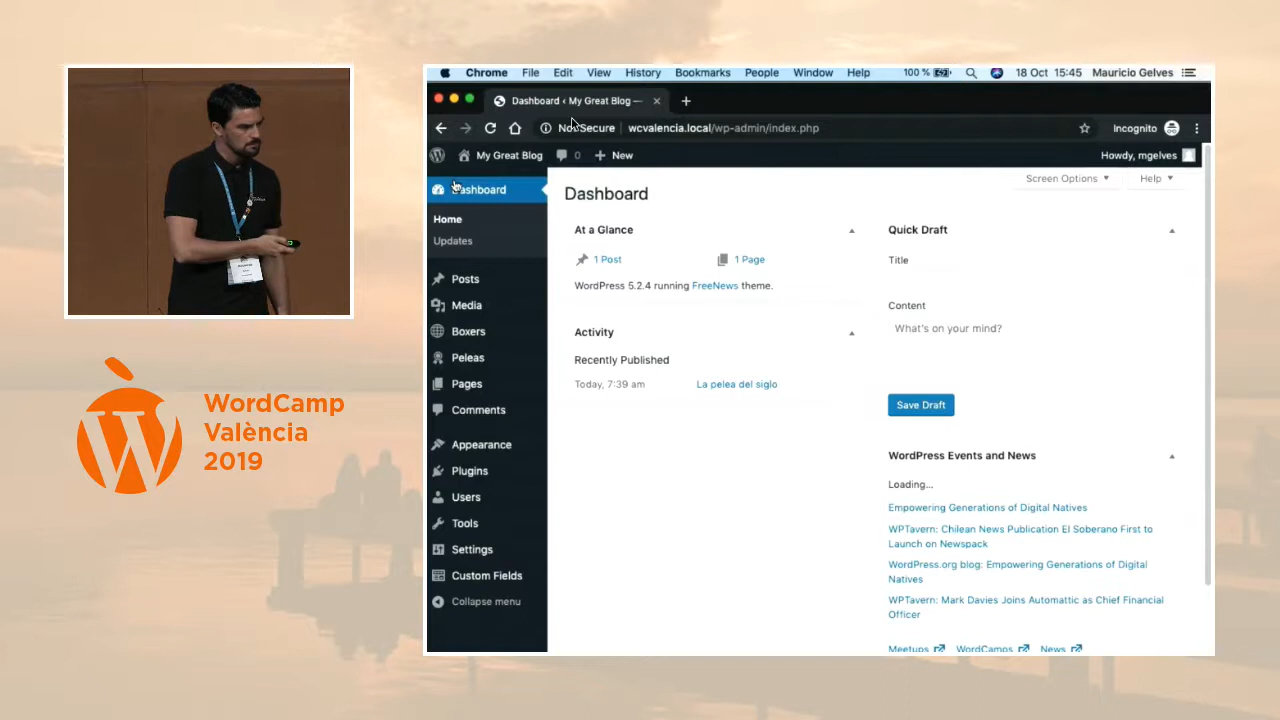 Chrome File Edit View History Bookmarks People Window Help 100 % 18 Oct 15:45 Mauricio Gelves
Dashboard ‹ My Great Blog —
Not Secure wcvalencia.local/wp-admin/index.php Incognito
My Great Blog 0 New Howdy, mgelves
Dashboard
Home
Updates
Posts
Media
Boxers
Peleas
Pages
Comments
Appearance
Plugins
Users
Tools
Settings
Custom Fields
Collapse menu
Screen Options Help
Dashboard
At a Glance
1 Post 1 Page
WordPress 5.2.4 running FreeNews theme.
Activity
Recently Published
Today, 7:39 am La pelea del siglo
Quick Draft
Title
Content
What's on your mind?
Save Draft
WordPress Events and News
Loading...
Empowering Generations of Digital Natives
WPTavern: Chilean News Publication El Soberano First to
Launch on Newspack
WordPress.org blog: Empowering Generations of Digital
Natives
WPTavern: Mark Davies Joins Automattic as Chief Financial
Officer
Meetups WordCamps News
WordCamp
València
2019